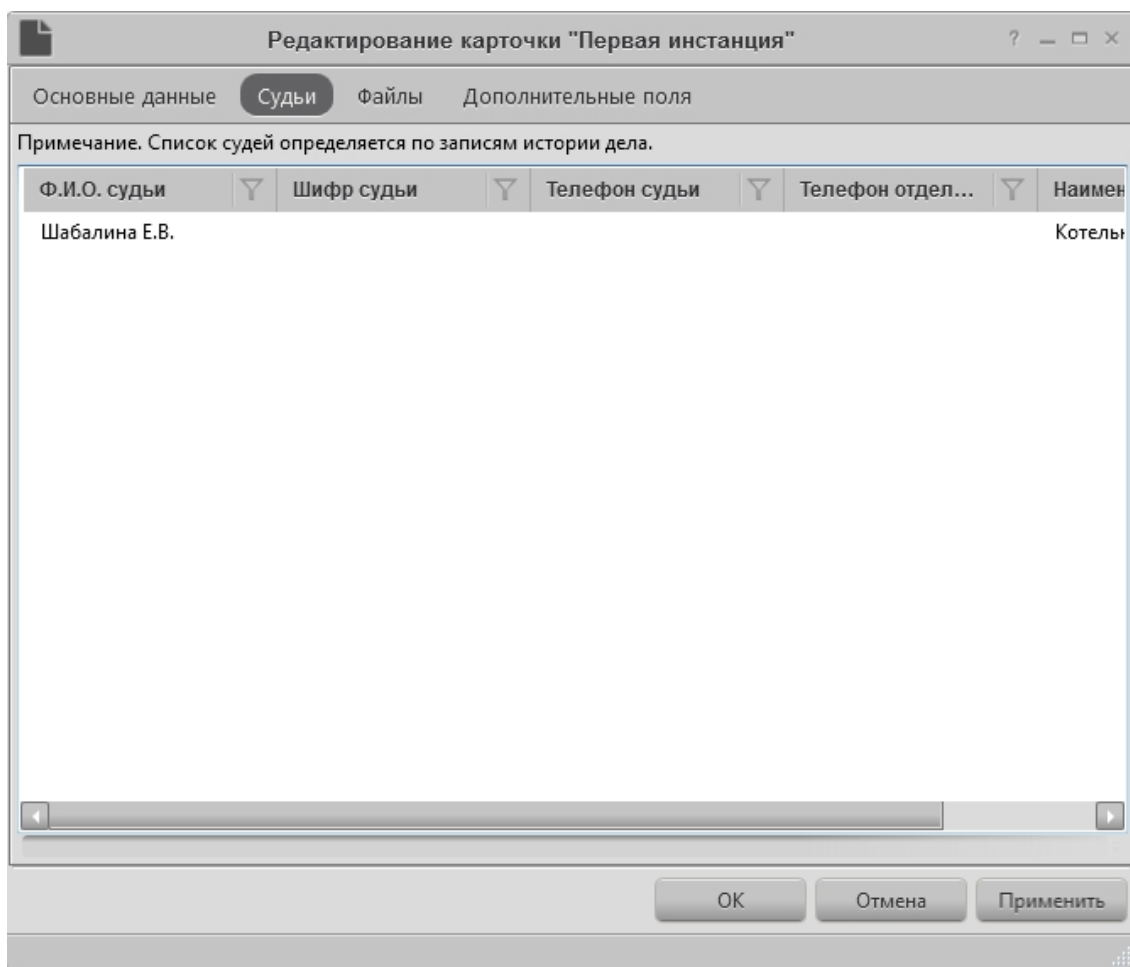 Редактирование карточки "Первая инстанция"
Основные данные Судьи Файлы Дополнительные поля
Примечание. Список судей определяется по записям истории дела.
Ф.И.О. судьи Шифр судьи Телефон судьи Телефон отдел... Наимен
Шабалина Е.В. Котельн
ОК Отмена Применить